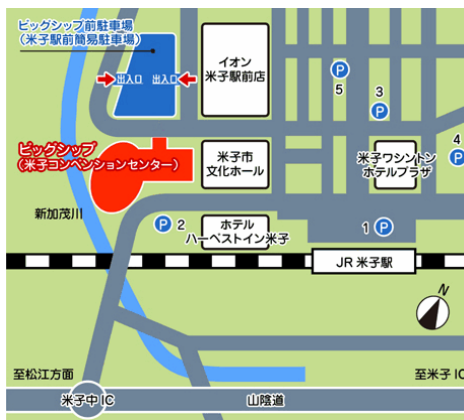 ビッグシップ前駐車場
(米子駅前簡易駐車場)
出入口 出入口
イオン
米子駅前店
P
5
3
P
4
P
ビッグシップ
(米子コンベンションセンター)
米子市
文化ホール
米子ワシントン
ホテルプラザ
新加茂川
P 2
ホテル
ハーベストイン米子
1 P
JR 米子駅
N
至松江方面
至米子IC
米子中IC
山陰道